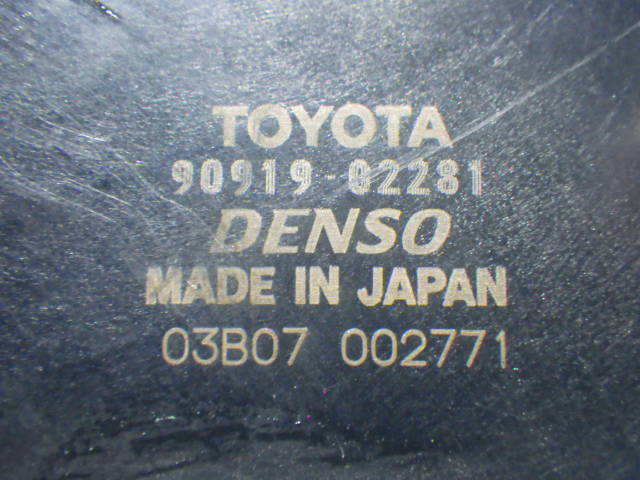 TOYOTA
90919-02281
DENSO
MADE IN JAPAN
03B07 002771